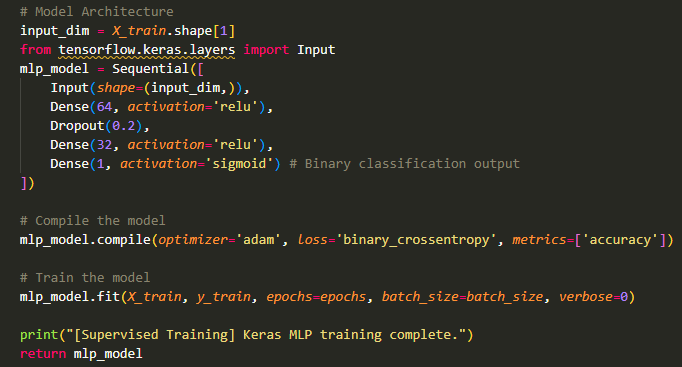 # Model Architecture
input_dim = X_train.shape[1]
from tensorflow.keras.layers import Input
mlp_model = Sequential([
    Input(shape=(input_dim,)),
    Dense(64, activation='relu'),
    Dropout(0.2),
    Dense(32, activation='relu'),
    Dense(1, activation='sigmoid') # Binary classification output
])

# Compile the model
mlp_model.compile(optimizer='adam', loss='binary_crossentropy', metrics=['accuracy'])

# Train the model
mlp_model.fit(X_train, y_train, epochs=epochs, batch_size=batch_size, verbose=0)

print("[Supervised Training] Keras MLP training complete.")
return mlp_model